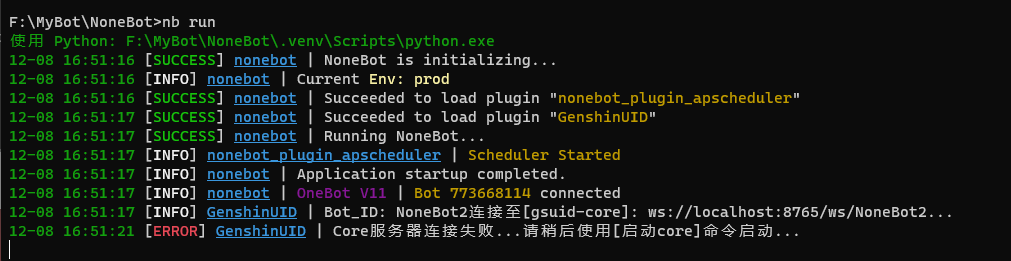 F:\MyBot\NoneBot>nb run
使用 Python: F:\MyBot\NoneBot\.venv\Scripts\python.exe
12-08 16:51:16 [SUCCESS] nonebot | NoneBot is initializing...
12-08 16:51:16 [INFO] nonebot | Current Env: prod
12-08 16:51:16 [SUCCESS] nonebot | Succeeded to load plugin "nonebot_plugin_apscheduler"
12-08 16:51:17 [SUCCESS] nonebot | Succeeded to load plugin "GenshinUID"
12-08 16:51:17 [SUCCESS] nonebot | Running NoneBot...
12-08 16:51:17 [INFO] nonebot_plugin_apscheduler | Scheduler Started
12-08 16:51:17 [INFO] nonebot | Application startup completed.
12-08 16:51:17 [INFO] nonebot | OneBot V11 | Bot 773668114 connected
12-08 16:51:17 [INFO] GenshinUID | Bot_ID: NoneBot2连接至[gsuid-core]: ws://localhost:8765/ws/NoneBot2...
12-08 16:51:21 [ERROR] GenshinUID | Core服务器连接失败...请稍后使用[启动core]命令启动...